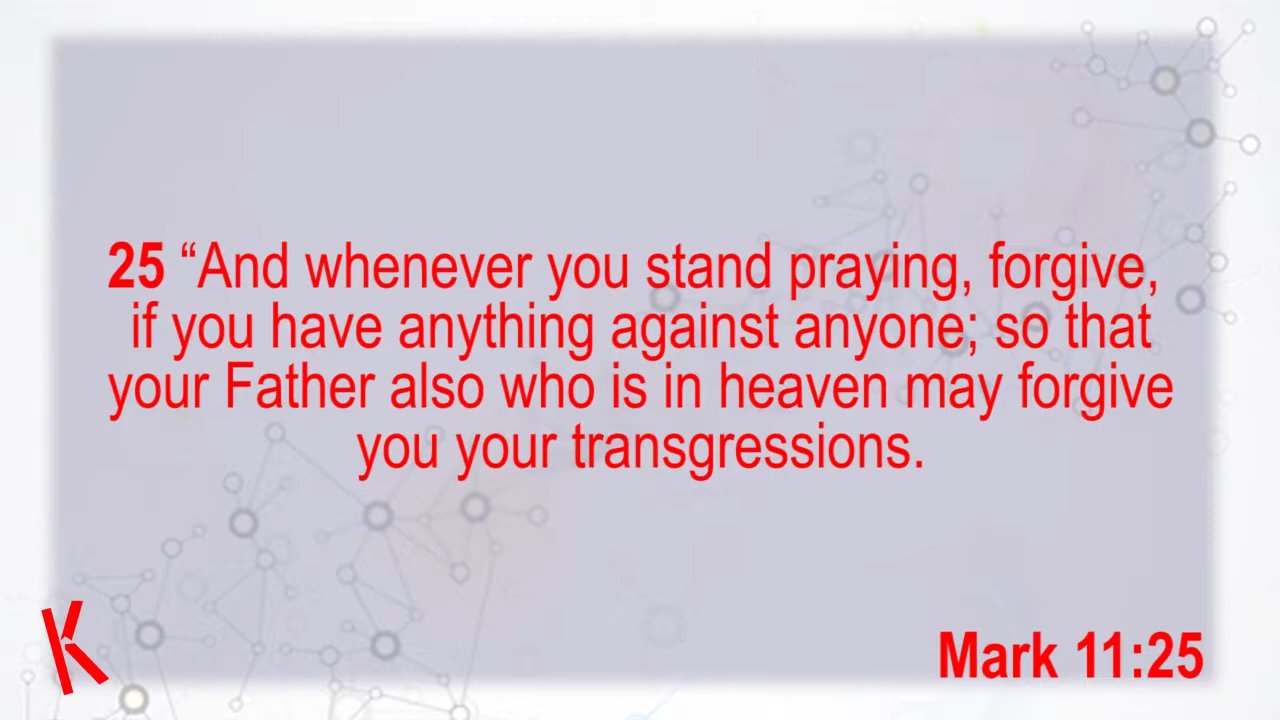 25 “And whenever you stand praying, forgive,
if you have anything against anyone; so that
your Father also who is in heaven may forgive
you your transgressions.
K
Mark 11:25